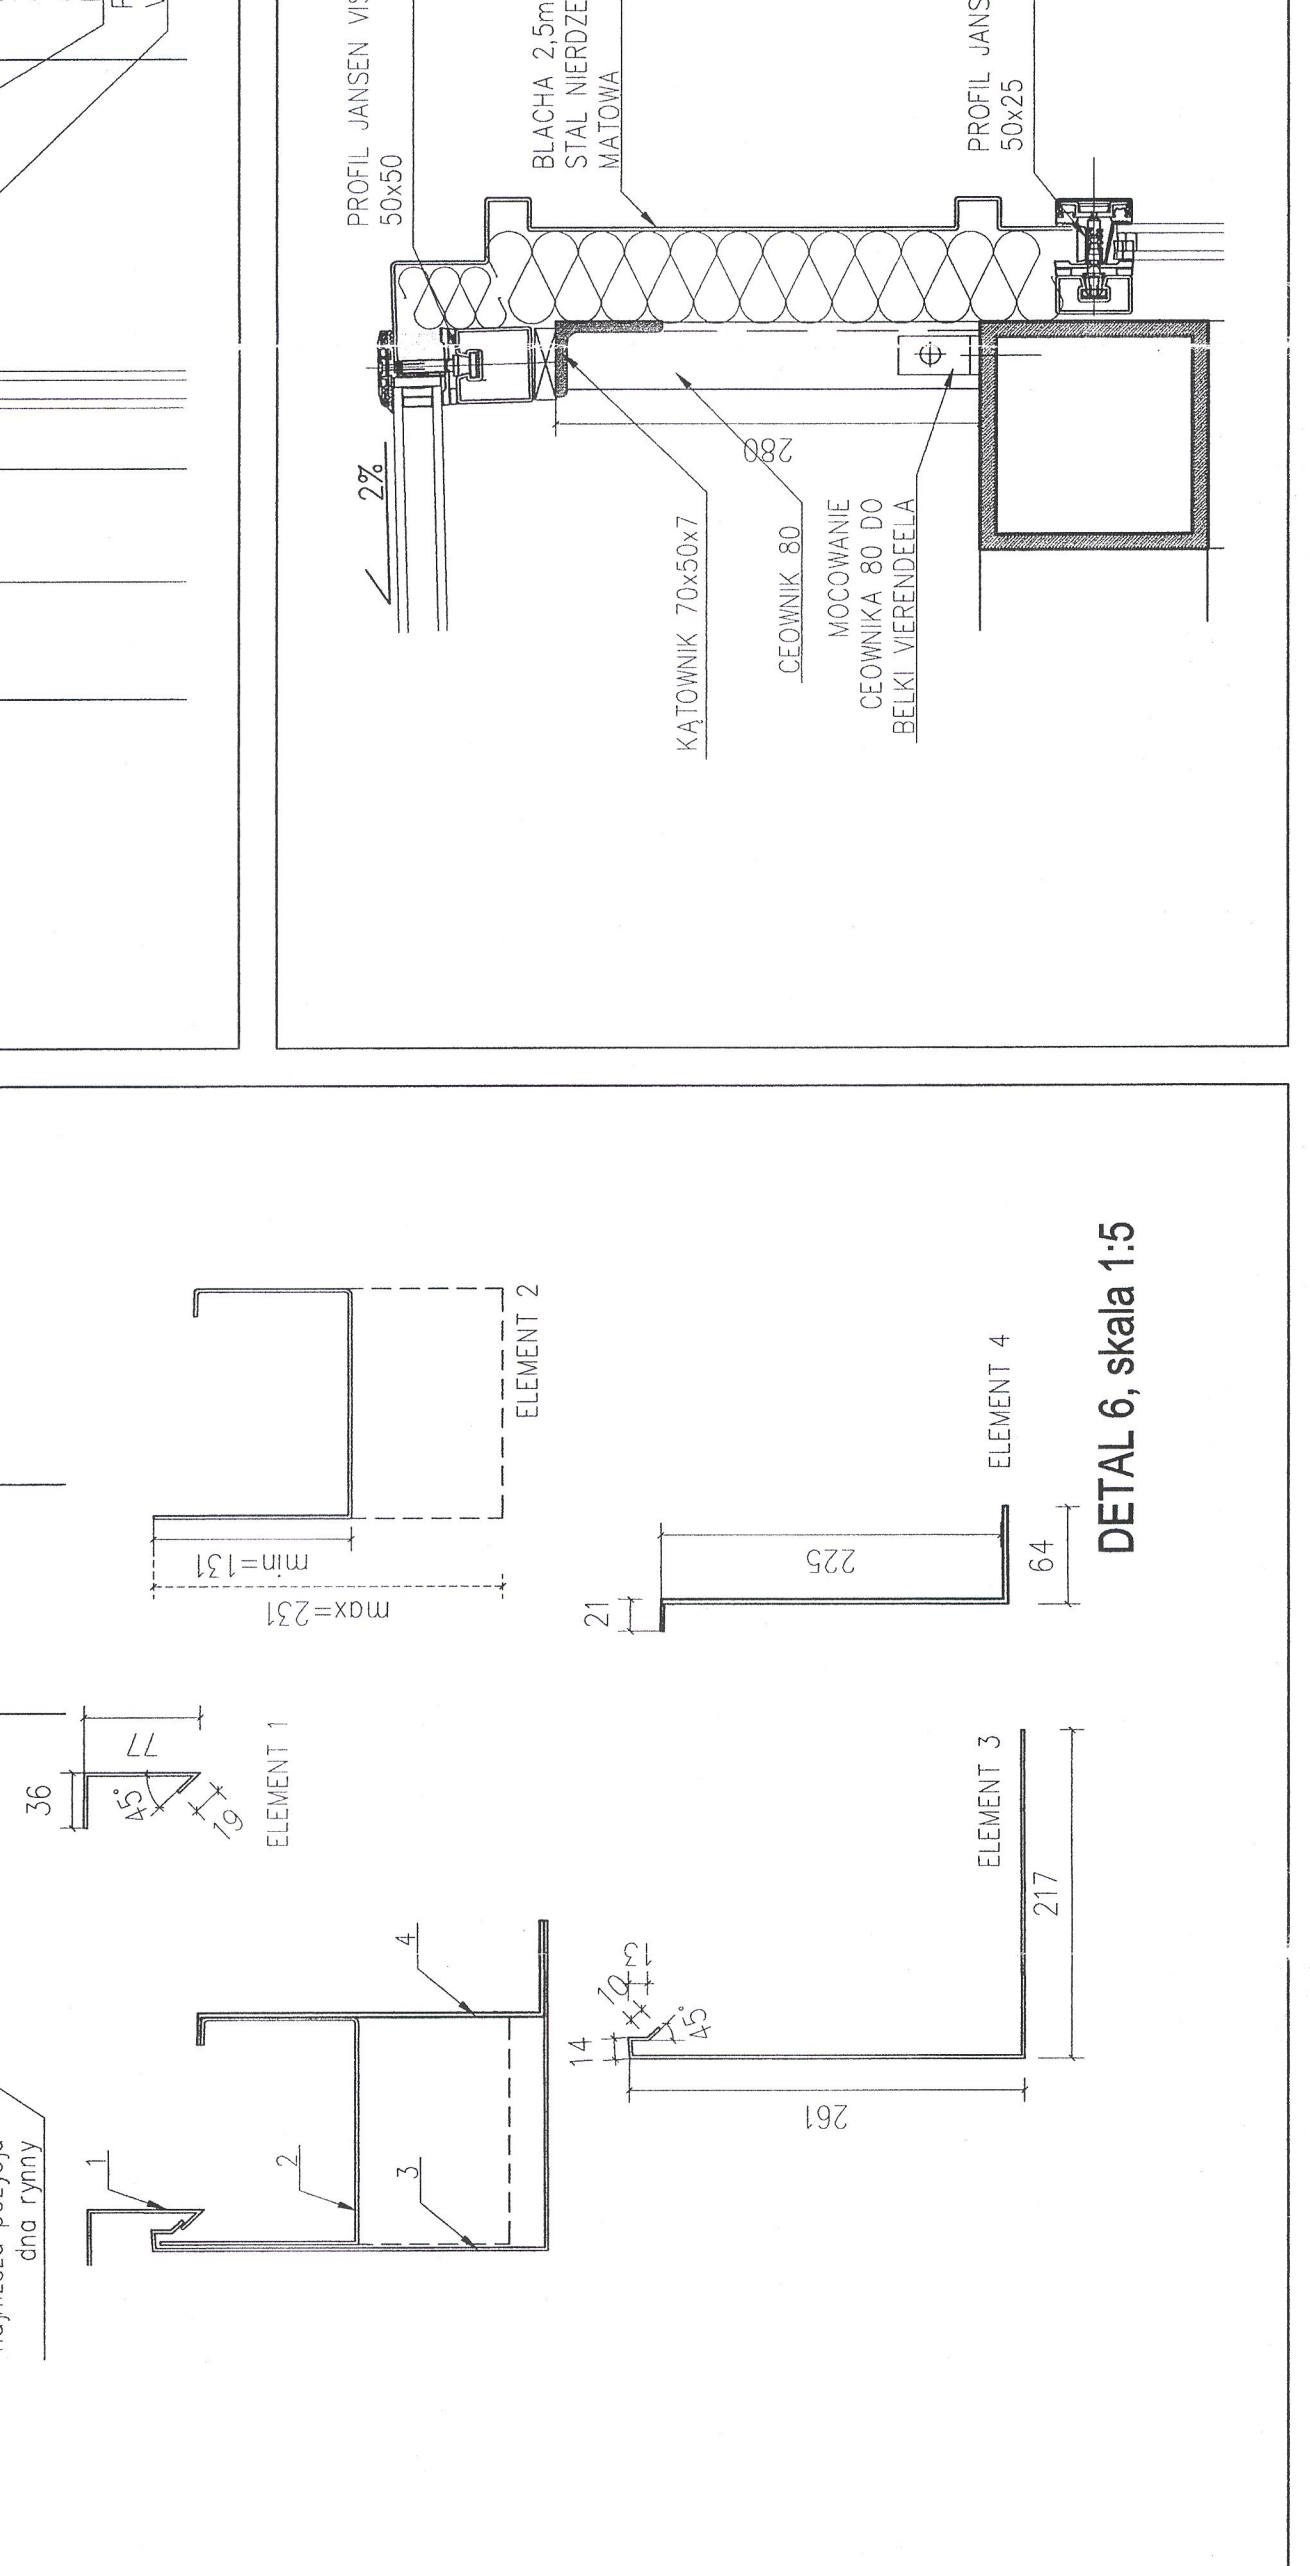 PROFIL JANSEN
50x50
BLACHA 2,5m
STAL NIERDZE
MATOWA
PROFIL JANS
50x25
2%
280
KĄTOWNIK 70x50x7
CEOWNIK 80
MOCOWANIE
CEOWNIKA 80 DO
BELKI VIERENDEELA
dna rynny
1
2
3
4
36
77
45°
19
ELEMENT 1
min=131
max=231
ELEMENT 2
14
10
13
45°
261
217
ELEMENT 3
21
225
64
ELEMENT 4
DETAL 6, skala 1:5